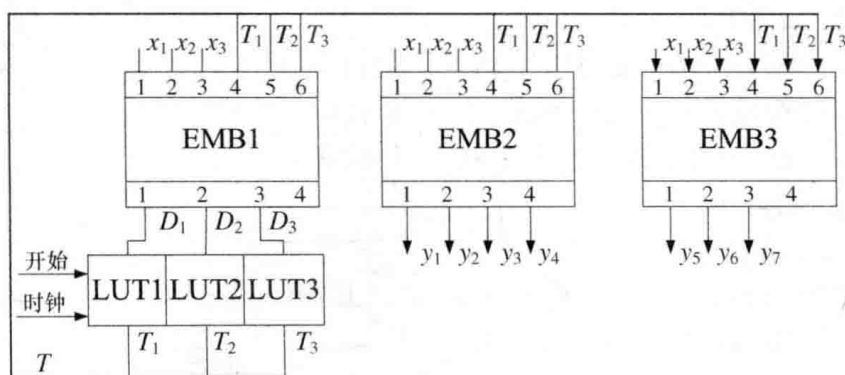 x₁ x₂ x₃ T₁ T₂ T₃ x₁ x₂ x₃ T₁ T₂ T₃ x₁ x₂ x₃ T₁ T₂ T₃
1 2 3 4 5 6 1 2 3 4 5 6 1 2 3 4 5 6
EMB1 EMB2 EMB3
1 2 3 4 1 2 3 4 1 2 3 4
D₁ D₂ D₃
y₁ y₂ y₃ y₄ y₅ y₆ y₇
开始
LUT1 LUT2 LUT3
时钟
T₁ T₂ T₃
T